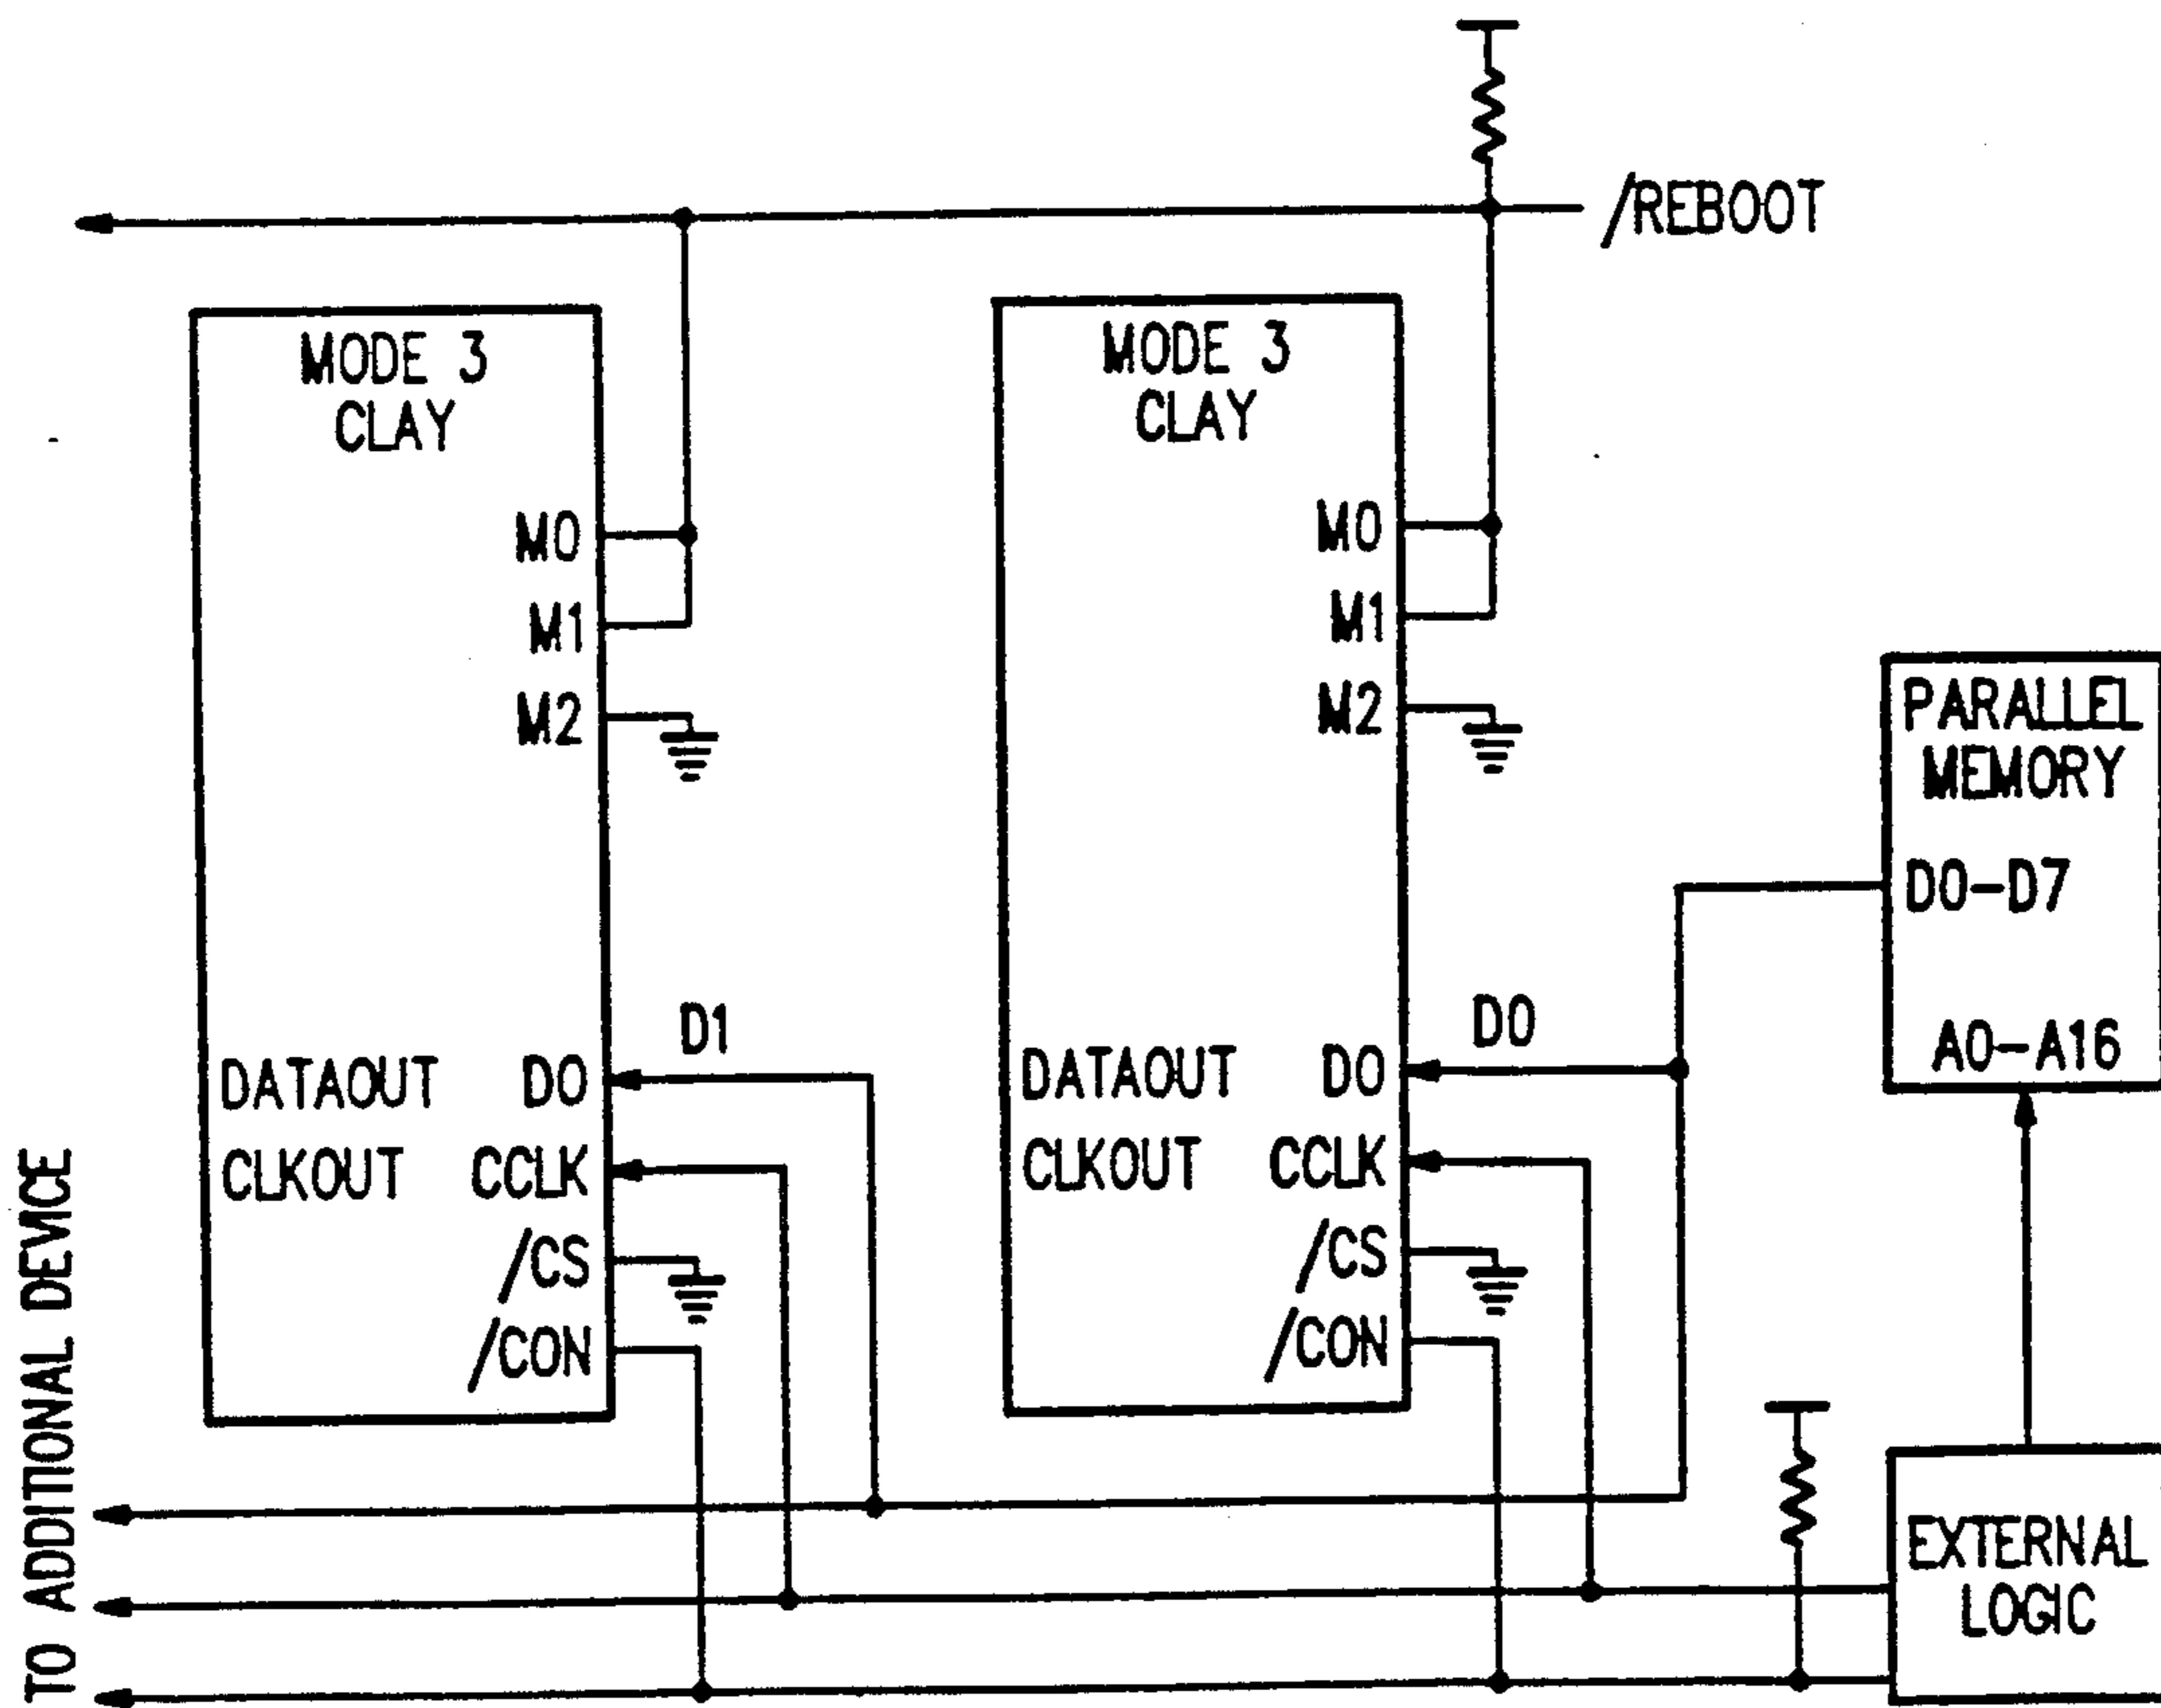 /REBOOT
MODE 3
CLAY
M0
M1
M2
D1
DATAOUT D0
CLKOUT CCLK
/CS
/CON
MODE 3
CLAY
M0
M1
M2
D0
DATAOUT D0
CLKOUT CCLK
/CS
/CON
PARALLEL
MEMORY
D0-D7
A0-A16
EXTERNAL
LOGIC
TO ADDITIONAL DEVICE